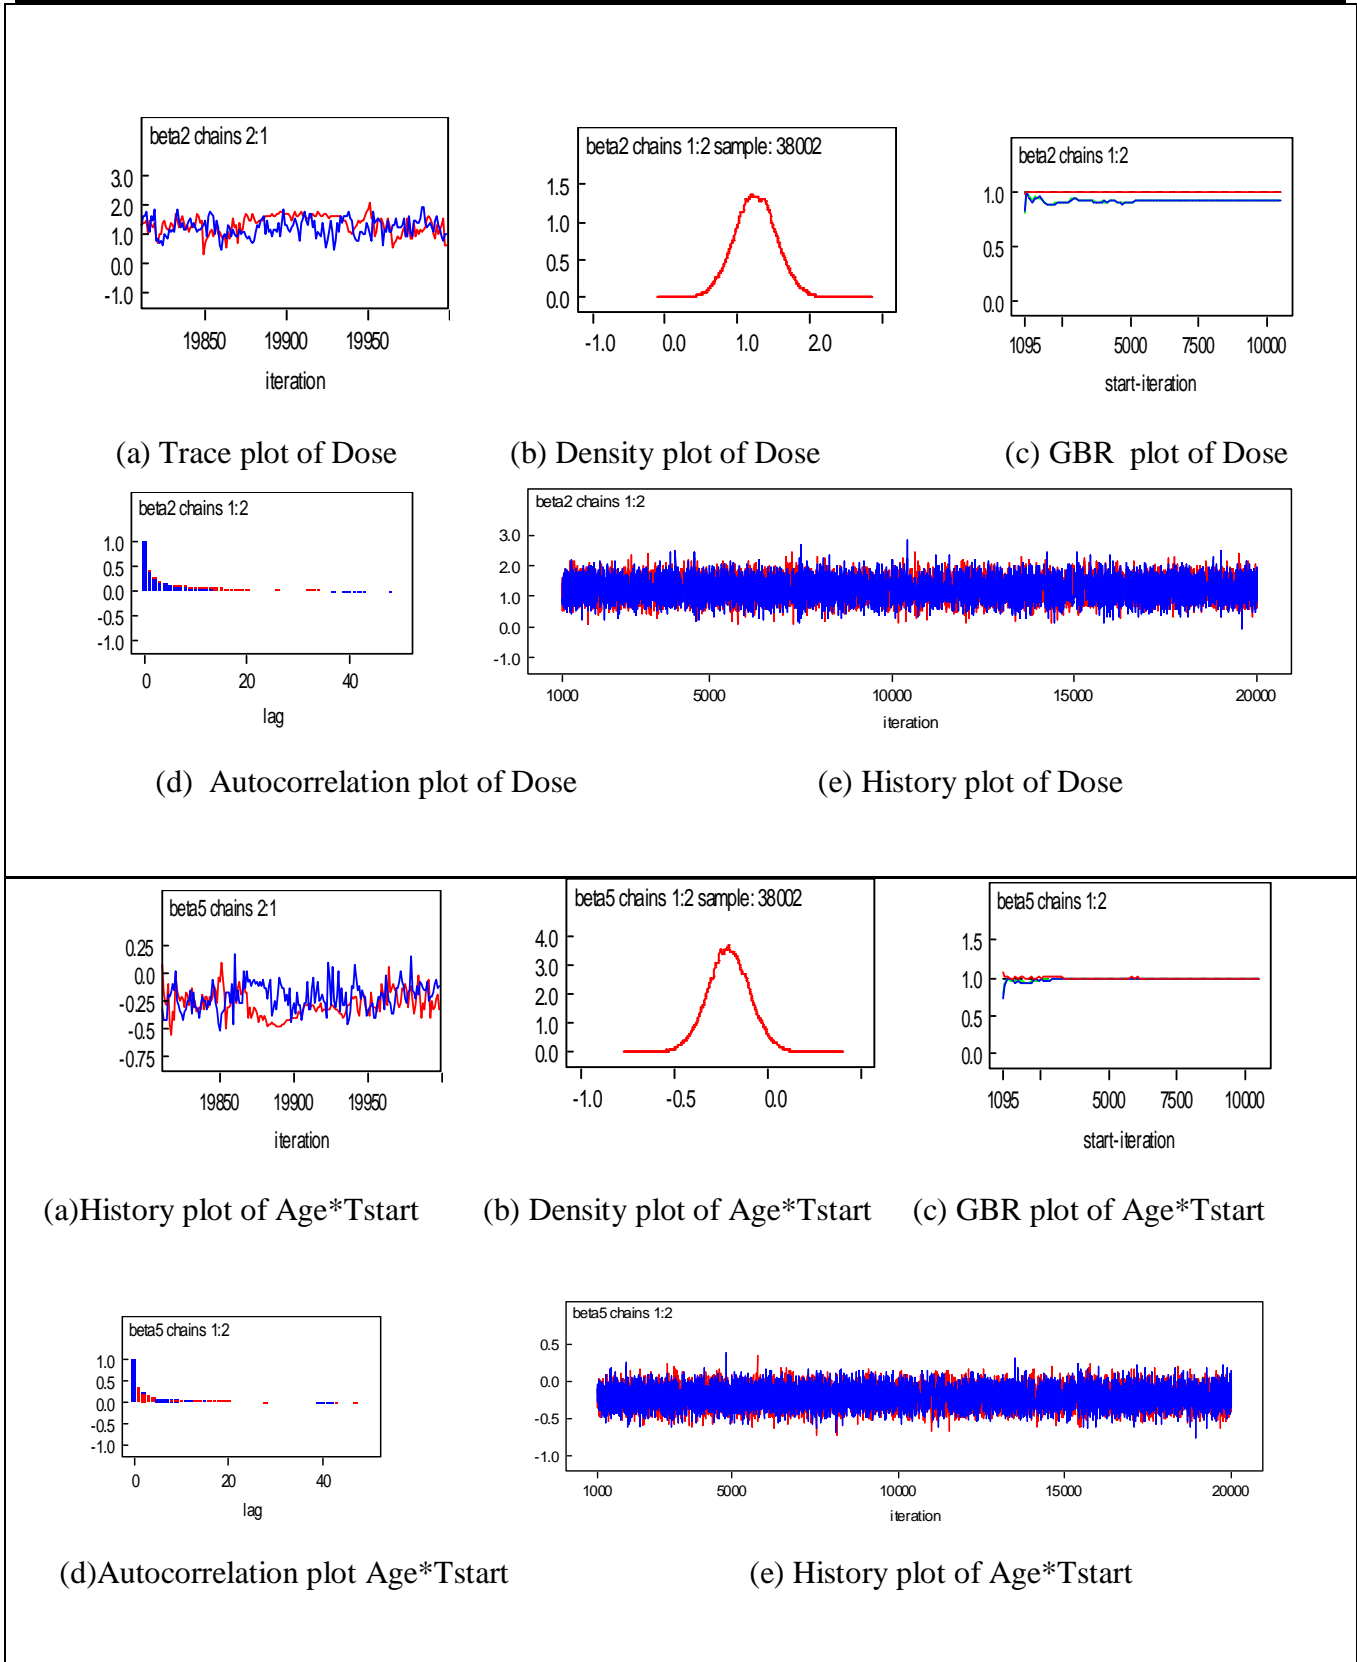 beta2 chains 2:1
3.0
2.0
1.0
0.0
-1.0
19850 19900 19950
iteration
beta2 chains 1:2 sample: 38002
1.5
1.0
0.5
0.0
-1.0 0.0 1.0 2.0
beta2 chains 1:2
1.0
0.5
0.0
1095 5000 7500 10000
start-iteration
(a) Trace plot of Dose
(b) Density plot of Dose
(c) GBR plot of Dose
beta2 chains 1:2
1.0
0.5
0.0
-0.5
-1.0
0 20 40
lag
beta2 chains 1:2
3.0
2.0
1.0
0.0
-1.0
1000 5000 10000 15000 20000
iteration
(d) Autocorrelation plot of Dose
(e) History plot of Dose
beta5 chains 2:1
0.25
0.0
-0.25
-0.5
-0.75
19850 19900 19950
iteration
beta5 chains 1:2 sample: 38002
4.0
3.0
2.0
1.0
0.0
-1.0 -0.5 0.0
beta5 chains 1:2
1.5
1.0
0.5
0.0
1095 5000 7500 10000
start-iteration
(a)History plot of Age*Tstart
(b) Density plot of Age*Tstart
(c) GBR plot of Age*Tstart
beta5 chains 1:2
1.0
0.5
0.0
-0.5
-1.0
0 20 40
lag
beta5 chains 1:2
0.5
0.0
-0.5
-1.0
1000 5000 10000 15000 20000
iteration
(d)Autocorrelation plot Age*Tstart
(e) History plot of Age*Tstart